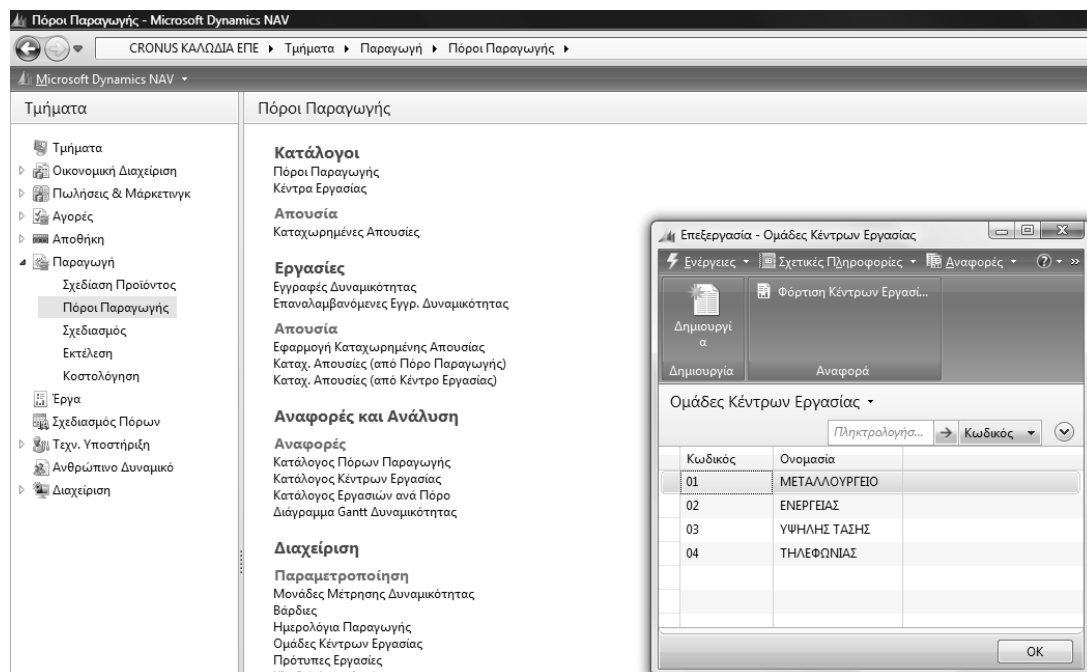 Πόροι Παραγωγής - Microsoft Dynamics NAV
CRONUS ΚΑΛΩΔΙΑ ΕΠΕ ▸ Τμήματα ▸ Παραγωγή ▸ Πόροι Παραγωγής ▸
Microsoft Dynamics NAV
Τμήματα
Τμήματα
Οικονομική Διαχείριση
Πωλήσεις & Μάρκετινγκ
Αγορές
Αποθήκη
Παραγωγή
Σχεδίαση Προϊόντος
Πόροι Παραγωγής
Σχεδιασμός
Εκτέλεση
Κοστολόγηση
Έργα
Σχεδιασμός Πόρων
Τεχν. Υποστήριξη
Ανθρώπινο Δυναμικό
Διαχείριση
Πόροι Παραγωγής
Κατάλογοι
Πόροι Παραγωγής
Κέντρα Εργασίας
Απουσία
Καταχωρημένες Απουσίες
Εργασίες
Εγγραφές Δυναμικότητας
Επαναλαμβανόμενες Εγγρ. Δυναμικότητας
Απουσία
Εφαρμογή Καταχωρημένης Απουσίας
Καταχ. Απουσίες (από Πόρο Παραγωγής)
Καταχ. Απουσίες (από Κέντρο Εργασίας)
Αναφορές και Ανάλυση
Αναφορές
Κατάλογος Πόρων Παραγωγής
Κατάλογος Κέντρων Εργασίας
Κατάλογος Εργασιών ανά Πόρο
Διάγραμμα Gantt Δυναμικότητας
Διαχείριση
Παραμετροποίηση
Μονάδες Μέτρησης Δυναμικότητας
Βάρδιες
Ημερολόγια Παραγωγής
Ομάδες Κέντρων Εργασίας
Πρότυπες Εργασίες
Επεξεργασία - Ομάδες Κέντρων Εργασίας
Ενέργειες Σχετικές Πληροφορίες Αναφορές
Φόρτιση Κέντρων Εργασί...
Δημιουργί
α
Δημιουργία Αναφορά
Ομάδες Κέντρων Εργασίας
Πληκτρολογήσ... Κωδικός
Κωδικός Ονομασία
01 ΜΕΤΑΛΛΟΥΡΓΕΙΟ
02 ΕΝΕΡΓΕΙΑΣ
03 ΥΨΗΛΗΣ ΤΑΣΗΣ
04 ΤΗΛΕΦΩΝΙΑΣ
OK